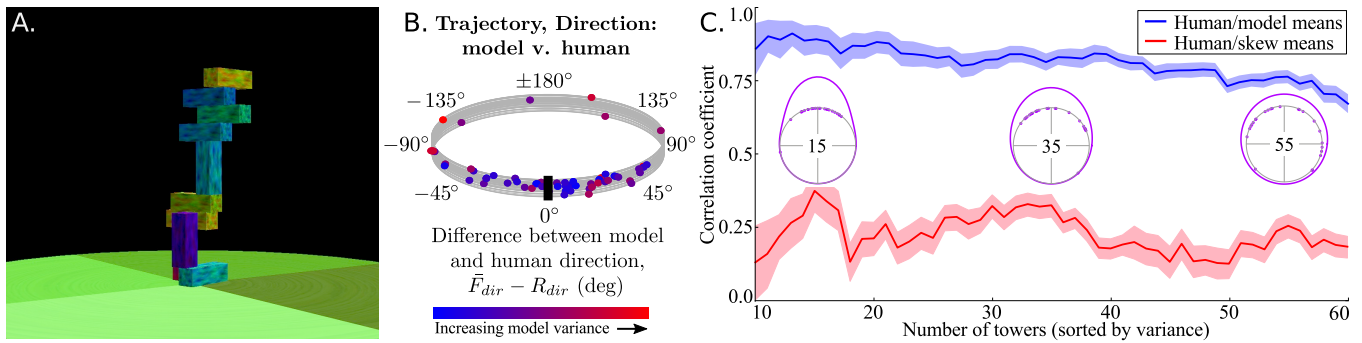 A.
B. Trajectory, Direction:
model v. human
±180°
−135°
135°
−90°
90°
−45°
45°
0°
Difference between model
and human direction,
F̄dir − Rdir (deg)
Increasing model variance
C.
Correlation coefficient
1.0
0.75
0.5
0.25
0.0
Human/model means
Human/skew means
15
35
55
10
20
30
40
50
60
Number of towers (sorted by variance)